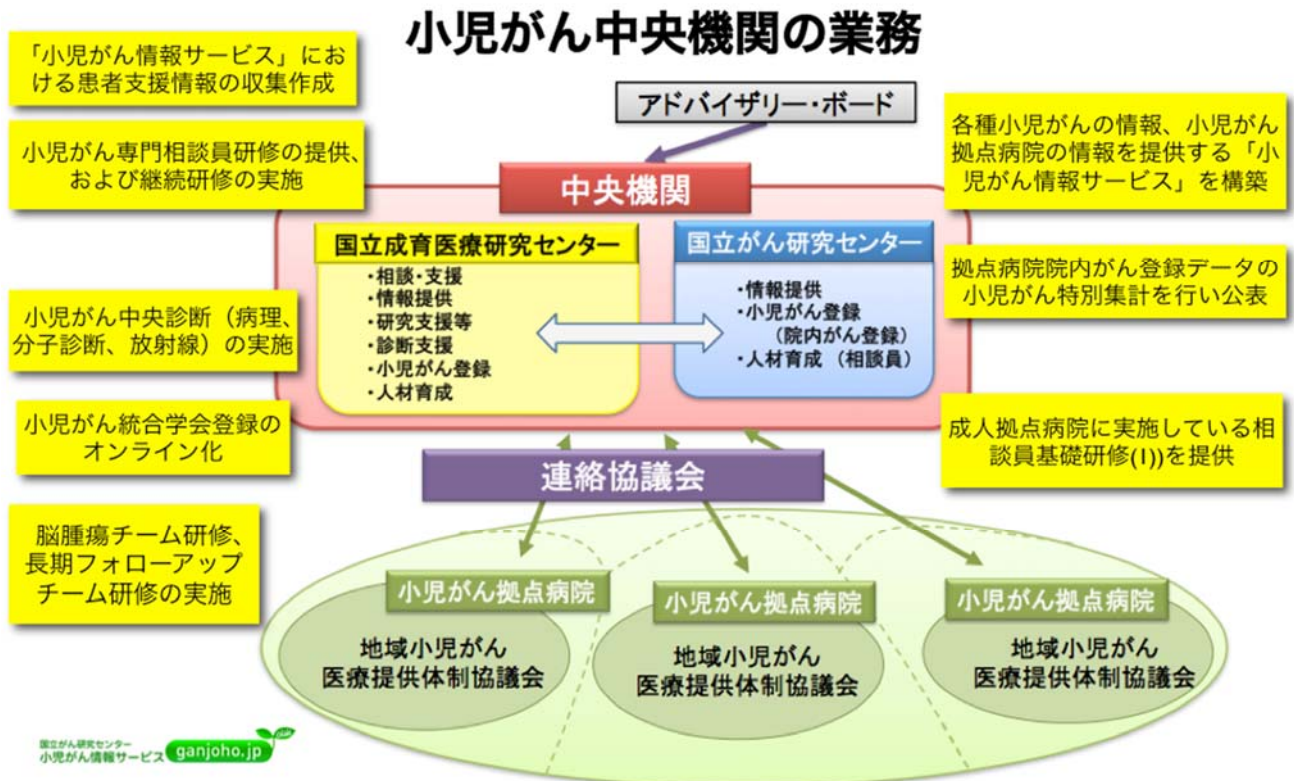 小児がん中央機関の業務
「小児がん情報サービス」にお
ける患者支援情報の収集作成
小児がん専門相談員研修の提供、
および継続研修の実施
小児がん中央診断（病理、
分子診断、放射線）の実施
小児がん統合学会登録の
オンライン化
脳腫瘍チーム研修、
長期フォローアップ
チーム研修の実施
アドバイザリー・ボード
中央機関
国立成育医療研究センター
・相談・支援
・情報提供
・研究支援等
・診断支援
・小児がん登録
・人材育成
国立がん研究センター
・情報提供
・小児がん登録
（院内がん登録）
・人材育成（相談員）
各種小児がんの情報、小児がん
拠点病院の情報を提供する「小
児がん情報サービス」を構築
拠点病院院内がん登録データの
小児がん特別集計を行い公表
成人拠点病院に実施している相
談員基礎研修(1))を提供
連絡協議会
小児がん拠点病院
地域小児がん
医療提供体制協議会
小児がん拠点病院
地域小児がん
医療提供体制協議会
小児がん拠点病院
地域小児がん
医療提供体制協議会
国立がん研究センター
小児がん情報サービス ganjoho.jp